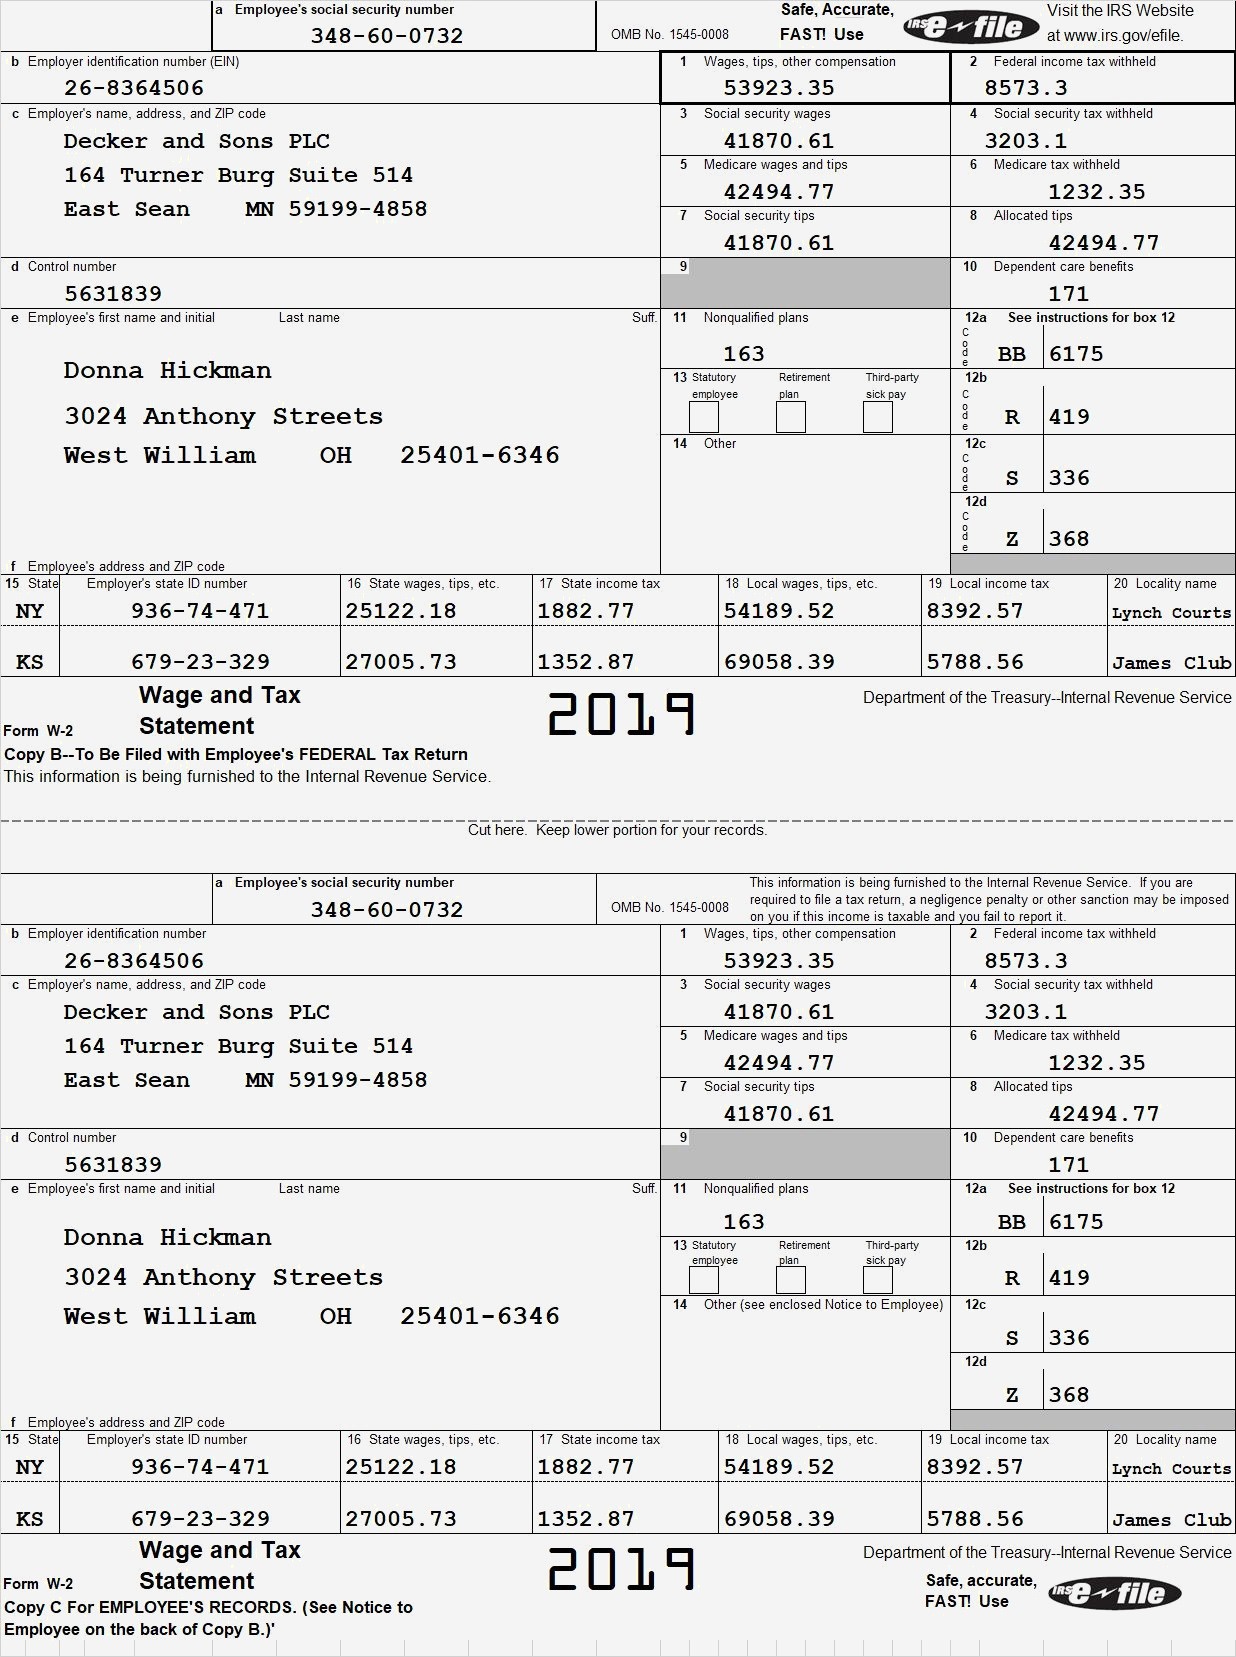 a Employee's social security number
348-60-0732
OMB No. 1545-0008
Safe, Accurate,
FAST! Use
IRS e-file
Visit the IRS Website
at www.irs.gov/efile.
b Employer identification number (EIN)
26-8364506
1 Wages, tips, other compensation
53923.35
2 Federal income tax withheld
8573.3
c Employer's name, address, and ZIP code
Decker and Sons PLC
164 Turner Burg Suite 514
East Sean MN 59199-4858
3 Social security wages
41870.61
4 Social security tax withheld
3203.1
5 Medicare wages and tips
42494.77
6 Medicare tax withheld
1232.35
7 Social security tips
41870.61
8 Allocated tips
42494.77
d Control number
5631839
9
10 Dependent care benefits
171
e Employee's first name and initial Last name Suff.
Donna Hickman
3024 Anthony Streets
West William OH 25401-6346
11 Nonqualified plans
163
12a See instructions for box 12
Code
BB 6175
13 Statutory employee
Retirement plan
Third-party sick pay
12b
Code
R 419
14 Other
12c
Code
S 336
12d
Code
Z 368
f Employee's address and ZIP code
15 State Employer's state ID number 16 State wages, tips, etc. 17 State income tax 18 Local wages, tips, etc. 19 Local income tax 20 Locality name
NY 936-74-471 25122.18 1882.77 54189.52 8392.57 Lynch Courts
KS 679-23-329 27005.73 1352.87 69058.39 5788.56 James Club
Form W-2
Wage and Tax
Statement
2019
Department of the Treasury--Internal Revenue Service
Copy B--To Be Filed with Employee's FEDERAL Tax Return
This information is being furnished to the Internal Revenue Service.
Cut here. Keep lower portion for your records.
a Employee's social security number
348-60-0732
OMB No. 1545-0008
This information is being furnished to the Internal Revenue Service. If you are
required to file a tax return, a negligence penalty or other sanction may be imposed
on you if this income is taxable and you fail to report it.
b Employer identification number
26-8364506
1 Wages, tips, other compensation
53923.35
2 Federal income tax withheld
8573.3
c Employer's name, address, and ZIP code
Decker and Sons PLC
164 Turner Burg Suite 514
East Sean MN 59199-4858
3 Social security wages
41870.61
4 Social security tax withheld
3203.1
5 Medicare wages and tips
42494.77
6 Medicare tax withheld
1232.35
7 Social security tips
41870.61
8 Allocated tips
42494.77
d Control number
5631839
9
10 Dependent care benefits
171
e Employee's first name and initial Last name Suff.
Donna Hickman
3024 Anthony Streets
West William OH 25401-6346
11 Nonqualified plans
163
12a See instructions for box 12
BB 6175
13 Statutory employee
Retirement plan
Third-party sick pay
12b
R 419
14 Other (see enclosed Notice to Employee)
12c
S 336
12d
Z 368
f Employee's address and ZIP code
15 State Employer's state ID number 16 State wages, tips, etc. 17 State income tax 18 Local wages, tips, etc. 19 Local income tax 20 Locality name
NY 936-74-471 25122.18 1882.77 54189.52 8392.57 Lynch Courts
KS 679-23-329 27005.73 1352.87 69058.39 5788.56 James Club
Form W-2
Wage and Tax
Statement
2019
Department of the Treasury--Internal Revenue Service
Safe, accurate,
FAST! Use
IRS e-file
Copy C For EMPLOYEE'S RECORDS. (See Notice to
Employee on the back of Copy B.)'